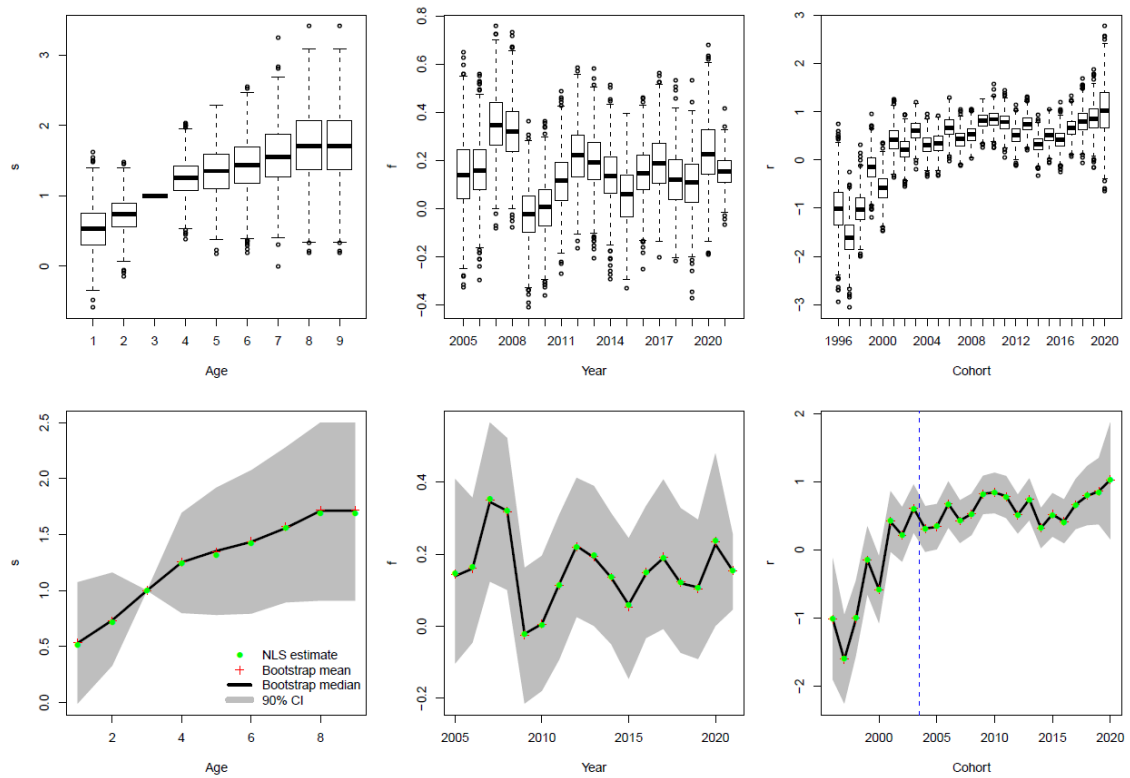 s
0
1
2
3
1 2 3 4 5 6 7 8 9
Age
f
−0.4
−0.2
0.0
0.2
0.4
0.6
0.8
2005 2008 2011 2014 2017 2020
Year
r
−3
−2
−1
0
1
2
3
1996 2000 2004 2008 2012 2016 2020
Cohort
s
0.0
0.5
1.0
1.5
2.0
2.5
NLS estimate
Bootstrap mean
Bootstrap median
90% CI
2 4 6 8
Age
f
−0.2
0.0
0.2
0.4
2005 2010 2015 2020
Year
r
−2
−1
0
1
2
2000 2005 2010 2015 2020
Cohort